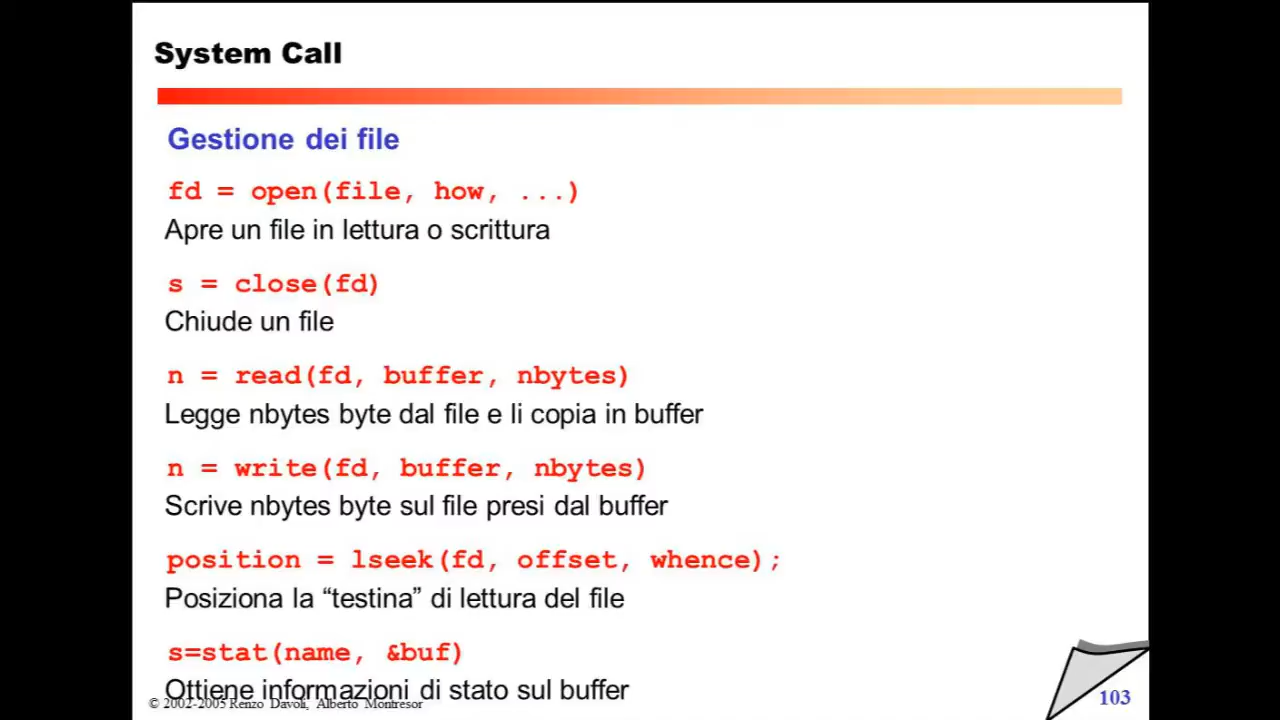 System Call
Gestione dei file
fd = open(file, how, ...)
Apre un file in lettura o scrittura
s = close(fd)
Chiude un file
n = read(fd, buffer, nbytes)
Legge nbytes byte dal file e li copia in buffer
n = write(fd, buffer, nbytes)
Scrive nbytes byte sul file presi dal buffer
position = lseek(fd, offset, whence);
Posiziona la “testina” di lettura del file
s=stat(name, &buf)
Ottiene informazioni di stato sul buffer
© 2002-2005 Renzo Davoli, Alberto Montresor
103